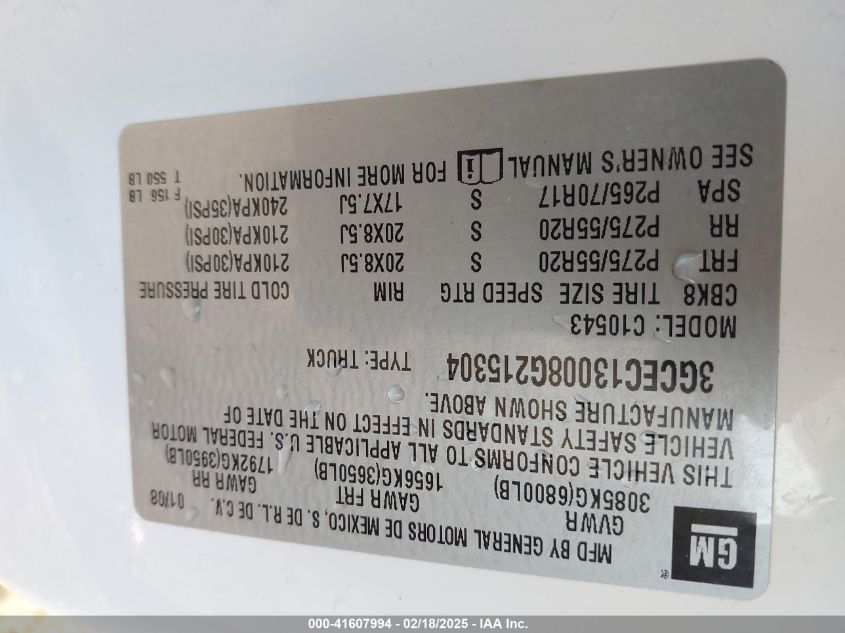 GM ®
MFD BY GENERAL MOTORS DE MEXICO, S. DE R.L. DE C.V.
01/08
GVWR GAWR FRT GAWR RR
3085KG(6800LB) 1656KG(3650LB) 1792KG(3950LB)
THIS VEHICLE CONFORMS TO ALL APPLICABLE U.S. FEDERAL MOTOR
VEHICLE SAFETY STANDARDS IN EFFECT ON THE DATE OF
MANUFACTURE SHOWN ABOVE.
3GCEC13008G215304 TYPE: TRUCK
MODEL: C10543
CBK8 TIRE SIZE SPEED RTG RIM COLD TIRE PRESSURE
FRT P275/55R20 S 20X8.5J 210KPA(30PSI)
RR P275/55R20 S 20X8.5J 210KPA(30PSI)
SPA P265/70R17 S 17X7.5J 240KPA(35PSI)
SEE OWNER'S MANUAL FOR MORE INFORMATION.
F 156 LB
T 550 LB
000-41607994 - 02/18/2025 - IAA Inc.